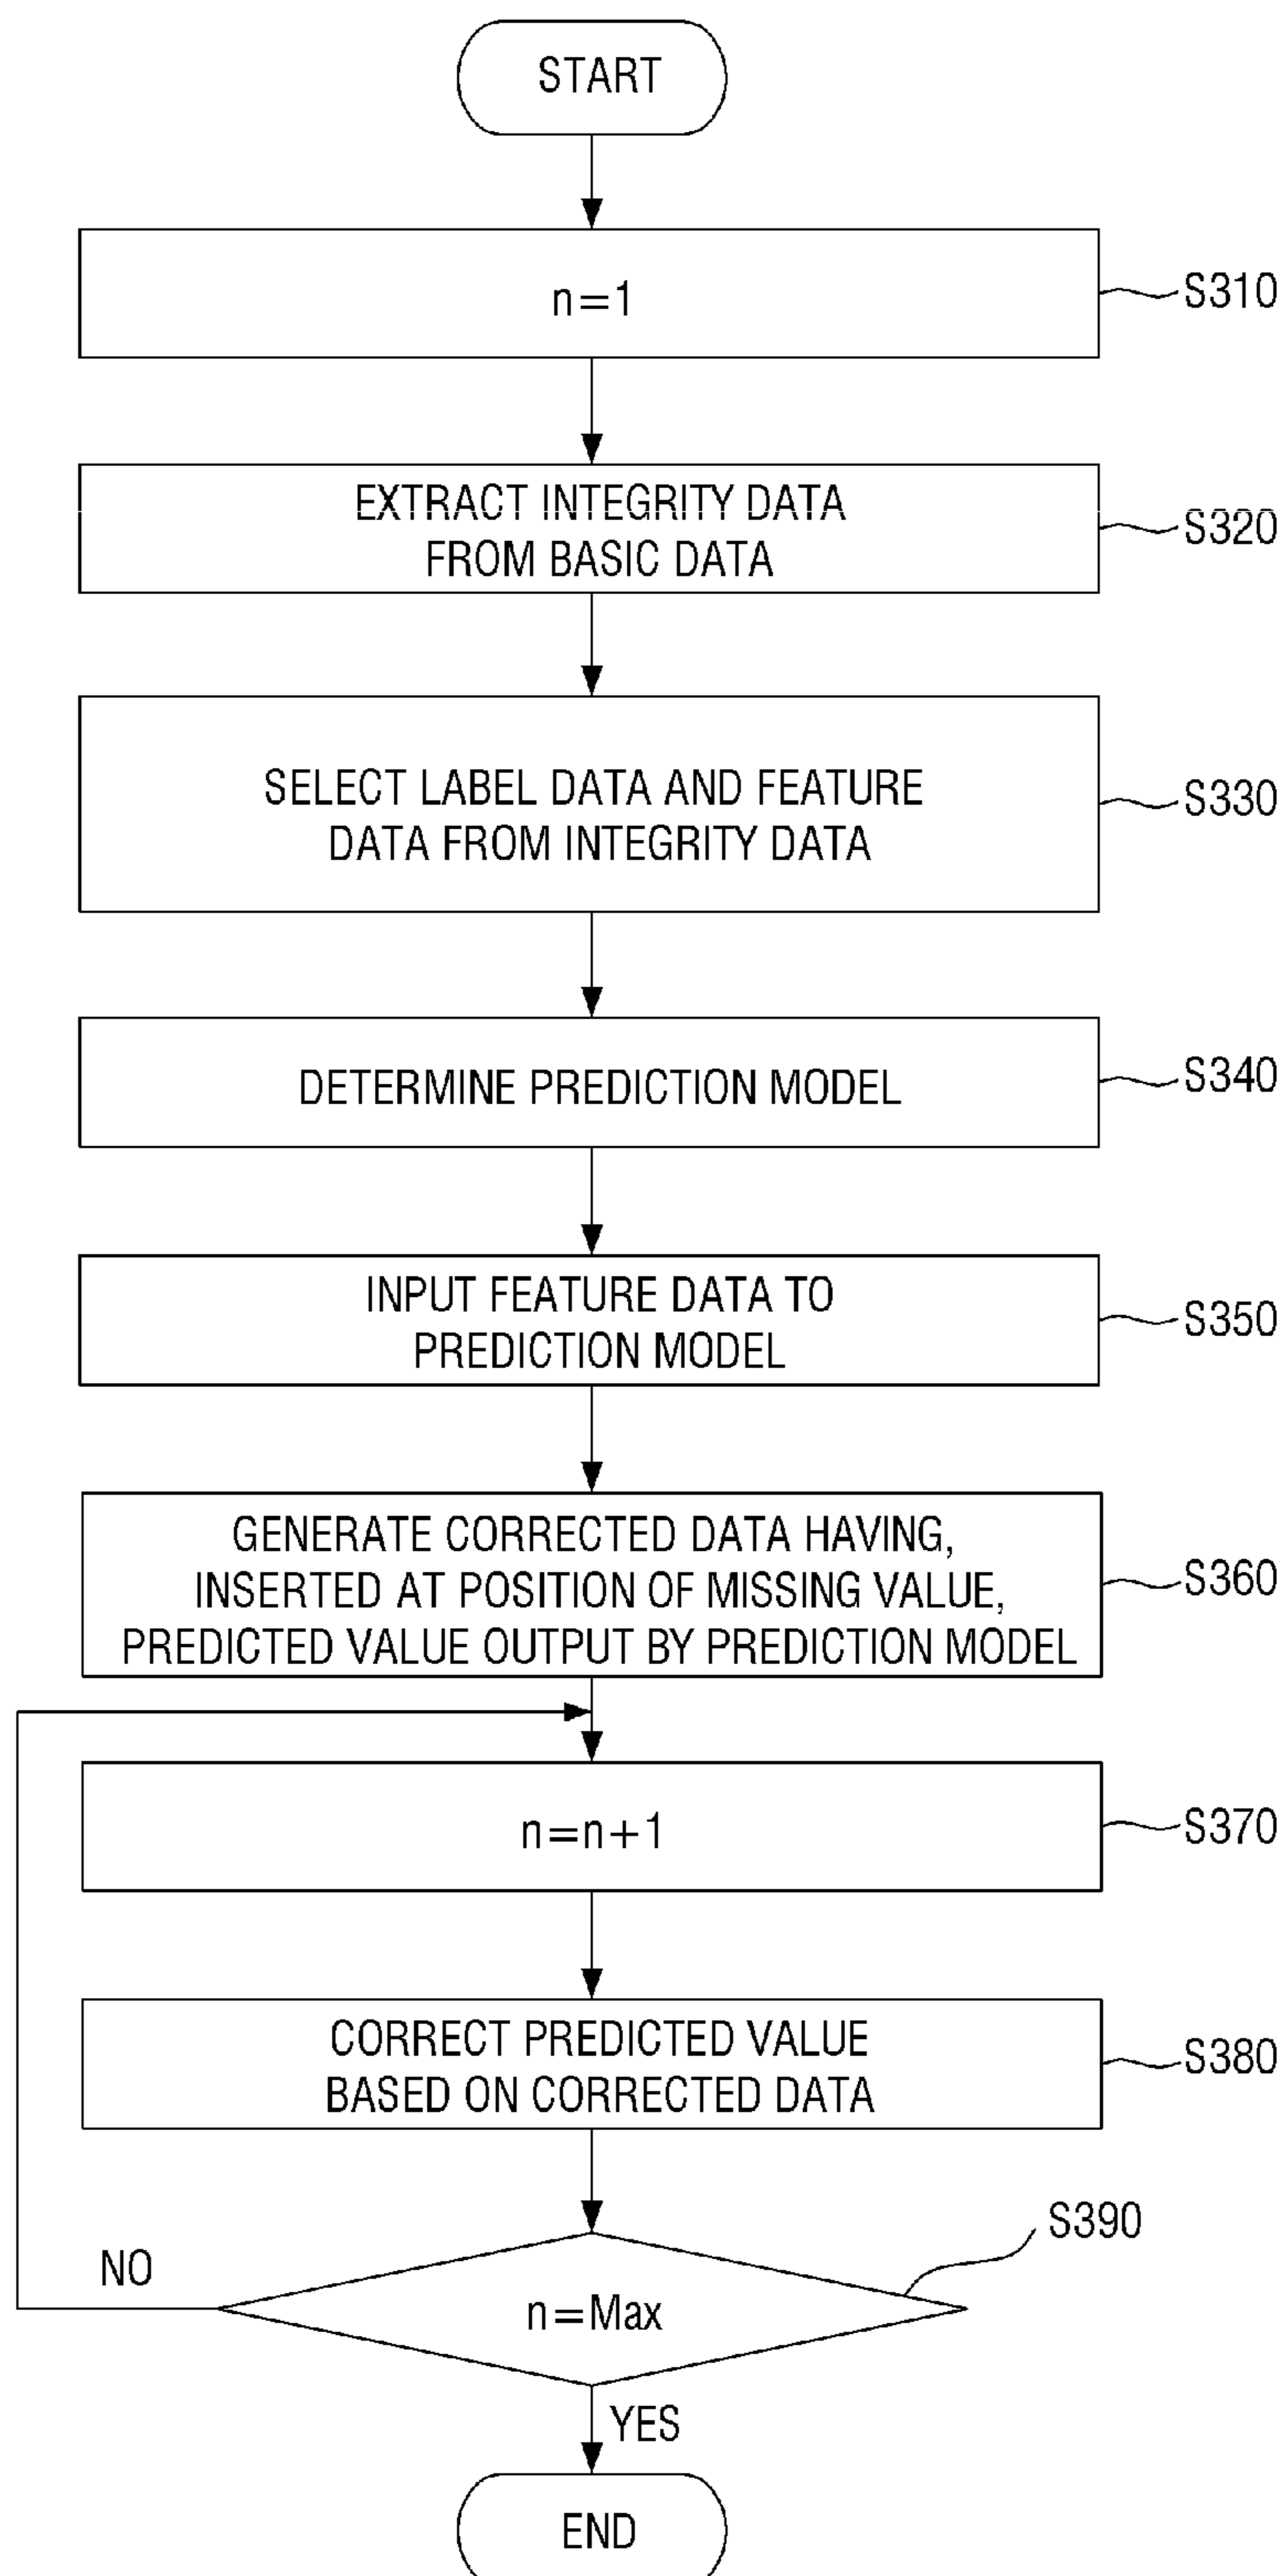 START
n=1
S310
EXTRACT INTEGRITY DATA
FROM BASIC DATA
S320
SELECT LABEL DATA AND FEATURE
DATA FROM INTEGRITY DATA
S330
DETERMINE PREDICTION MODEL
S340
INPUT FEATURE DATA TO
PREDICTION MODEL
S350
GENERATE CORRECTED DATA HAVING,
INSERTED AT POSITION OF MISSING VALUE,
PREDICTED VALUE OUTPUT BY PREDICTION MODEL
S360
n=n+1
S370
CORRECT PREDICTED VALUE
BASED ON CORRECTED DATA
S380
S390
NO
n=Max
YES
END